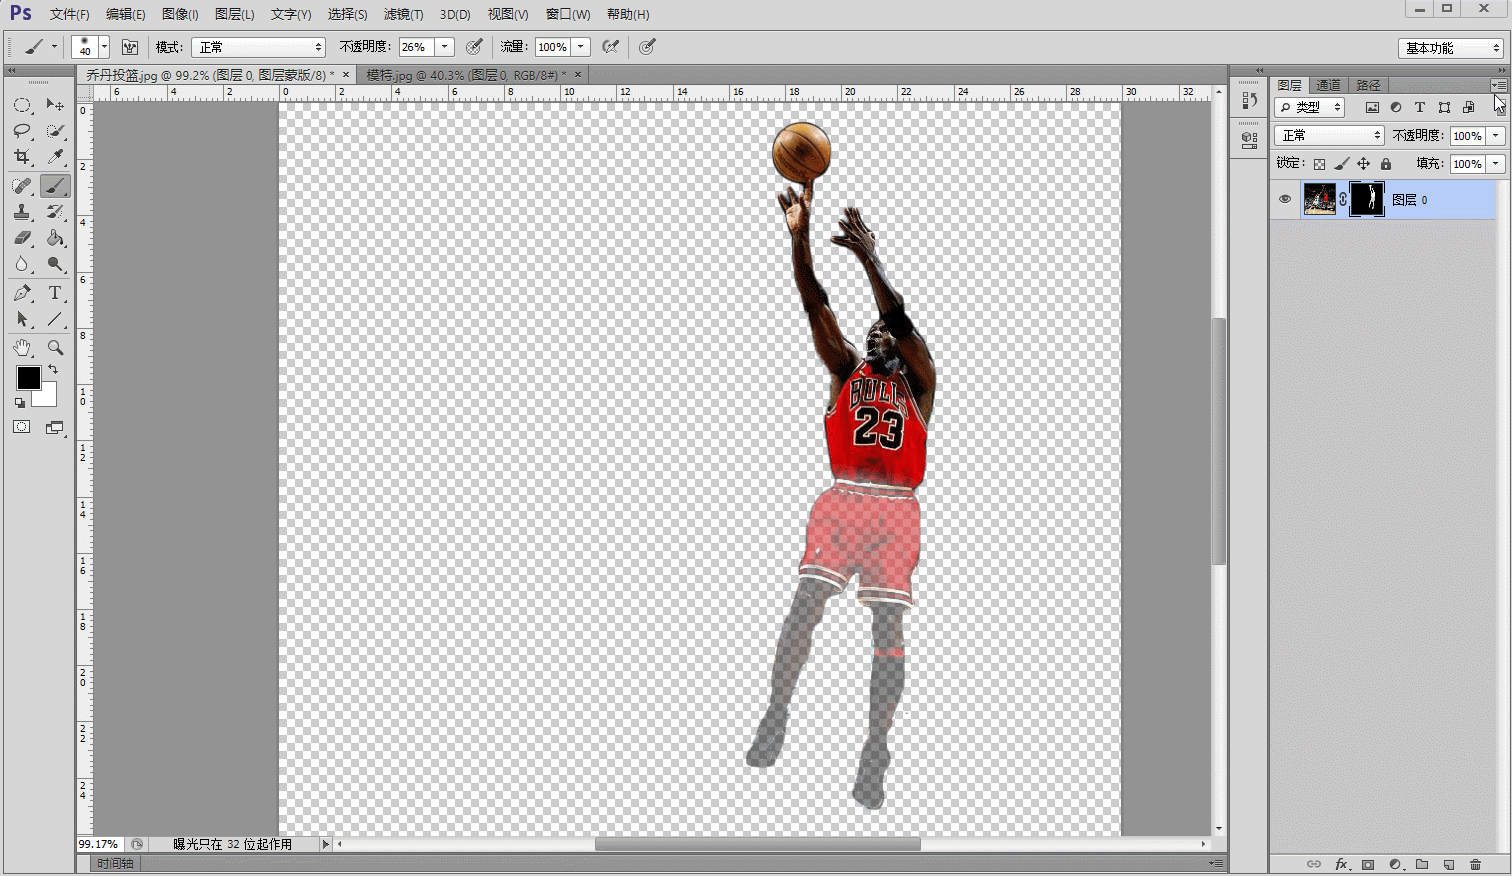 Ps 文件(F) 编辑(E) 图像(I) 图层(L) 文字(Y) 选择(S) 滤镜(T) 3D(D) 视图(V) 窗口(W) 帮助(H)
40 模式: 正常 不透明度: 26% 流量: 100% 基本功能
乔丹投篮.jpg @ 99.2% (图层 0, 图层蒙版/8) * × 模特.jpg @ 40.3% (图层 0, RGB/8#) * ×
图层 通道 路径
6 4 2 0 2 4 6 8 10 12 14 16 18 20 22 24 26 28 30 32
类型
正常 不透明度: 100%
锁定: 填充: 100%
图层 0
0
2
4
6
8
10
12
14
16
18
20
22
24
BULLS
23
T
99.17% 曝光只在 32 位起作用
时间轴
fx